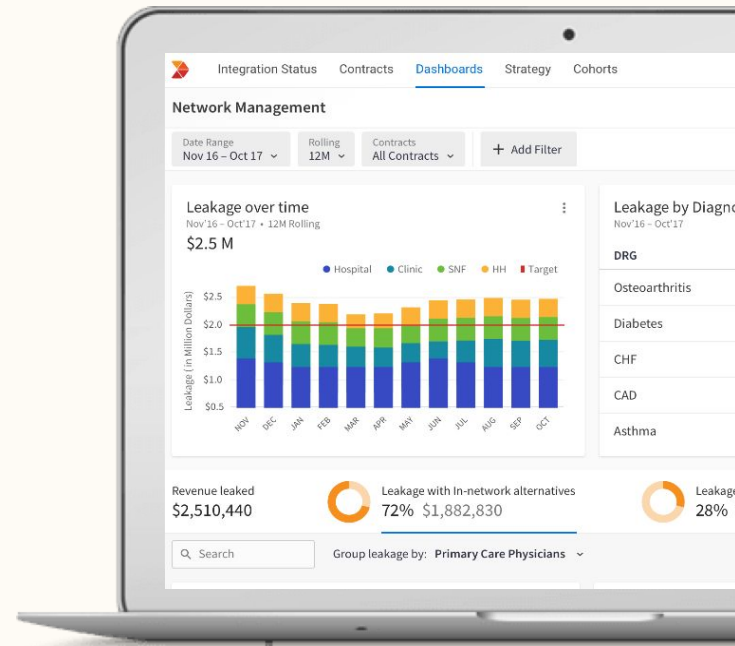 Integration Status Contracts Dashboards Strategy Cohorts
Network Management
Date Range Rolling Contracts
Nov 16 – Oct 17 12M All Contracts + Add Filter
Leakage over time
Nov'16 – Oct'17 • 12M Rolling
$2.5 M
Hospital Clinic SNF HH Target
Leakage ( in Million Dollars)
$2.5
$2.0
$1.5
$1.0
$0.5
NOV DEC JAN FEB MAR APR MAY JUN JUL AUG SEP OCT
Leakage by Diagno
Nov'16 – Oct'17
DRG
Osteoarthritis
Diabetes
CHF
CAD
Asthma
Revenue leaked
$2,510,440
Leakage with In-network alternatives
72% $1,882,830
Leakage
28%
Search
Group leakage by: Primary Care Physicians